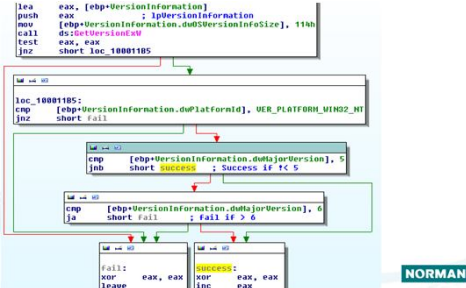 lea eax, [ebp+VersionInformation]
push eax ; lpVersionInformation
mov [ebp+VersionInformation.dwOSVersionInfoSize], 114h
call ds:GetVersionExW
test eax, eax
jnz short loc_10001185
loc_10001185:
cmp [ebp+VersionInformation.dwPlatformId], VER_PLATFORM_WIN32_NT
jnz short fail
cmp [ebp+VersionInformation.dwMajorVersion], 5
jnb short success ; Success if !< 5
cmp [ebp+VersionInformation.dwMajorVersion], 6
ja short fail ; fail if > 6
fail:
xor eax, eax
leave
success:
xor eax, eax
inc eax
NORMAN